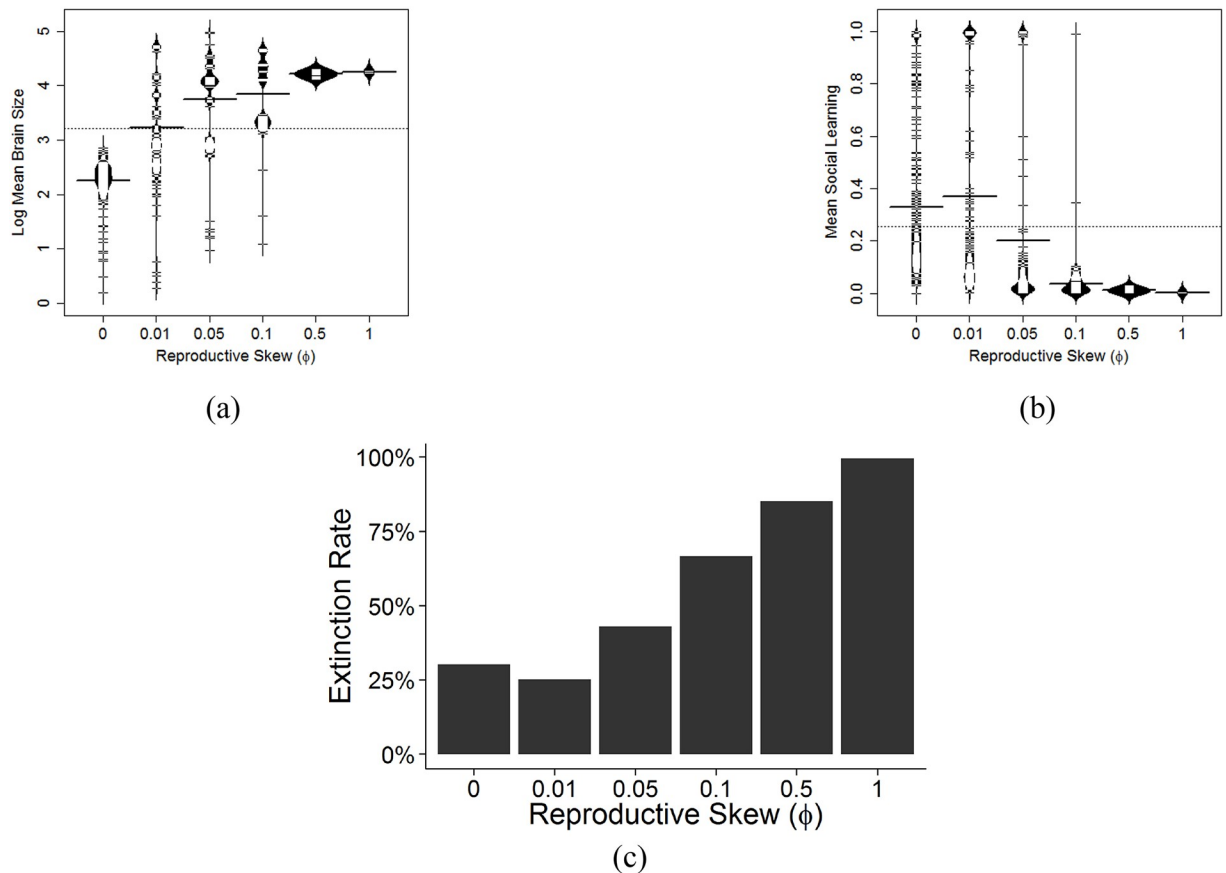 5
4
3
2
1
0
Log Mean Brain Size
0 0.01 0.05 0.1 0.5 1
Reproductive Skew (ϕ)
(a)
1.0
0.8
0.6
0.4
0.2
0.0
Mean Social Learning
0 0.01 0.05 0.1 0.5 1
Reproductive Skew (ϕ)
(b)
100%
75%
50%
25%
0%
Extinction Rate
0 0.01 0.05 0.1 0.5 1
Reproductive Skew (ϕ)
(c)